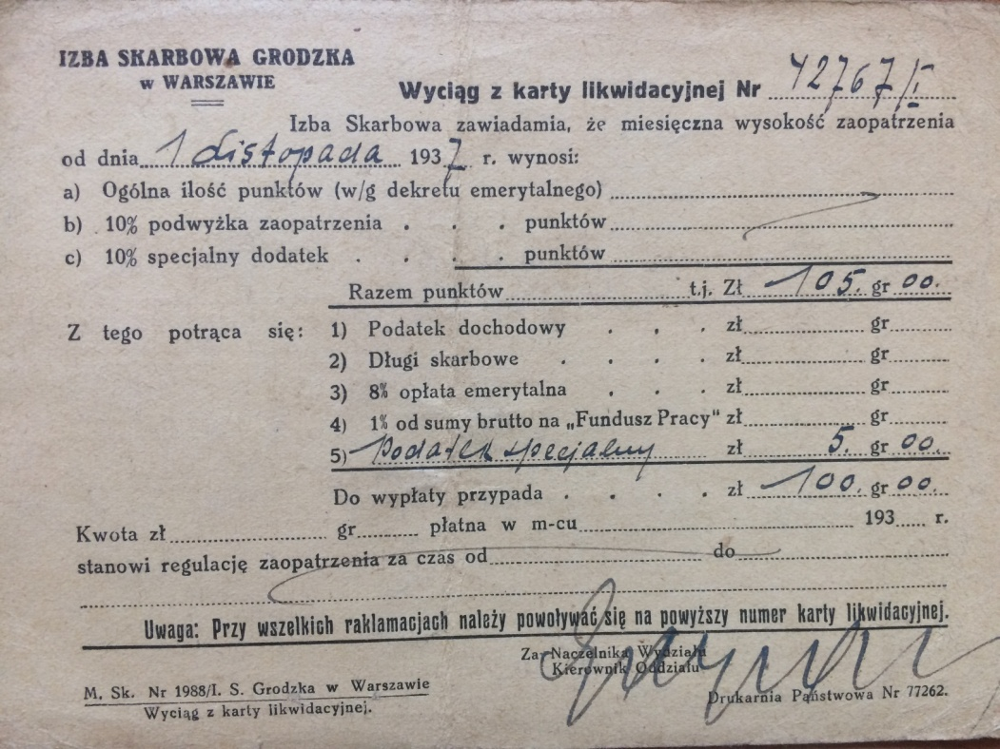 IZBA SKARBOWA GRODZKA
w WARSZAWIE
Wyciąg z karty likwidacyjnej Nr 42767/I
Izba Skarbowa zawiadamia, że miesięczna wysokość zaopatrzenia
od dnia 1 Listopada 1937 r. wynosi:
a) Ogólna ilość punktów (w/g dekretu emerytalnego)
b) 10% podwyżka zaopatrzenia . . . punktów
c) 10% specjalny dodatek . . . . punktów
Razem punktów t.j. Zł 105. gr 00.
Z tego potrąca się: 1) Podatek dochodowy . . . zł gr
2) Długi skarbowe . . . . zł gr
3) 8% opłata emerytalna . . . zł gr
4) 1% od sumy brutto na „Fundusz Pracy" zł gr
5) Podatek specjalny zł 5. gr 00.
Do wypłaty przypada . . . . zł 100. gr 00.
Kwota zł gr płatna w m-cu 193 r.
stanowi regulację zaopatrzenia za czas od do
Uwaga: Przy wszelkich raklamacjach należy powoływać się na powyższy numer karty likwidacyjnej.
Za Naczelnika Wydziału
Kierownik Oddziału
M. Sk. Nr 1988/I. S. Grodzka w Warszawie
Wyciąg z karty likwidacyjnej.
Drukarnia Państwowa Nr 77262.